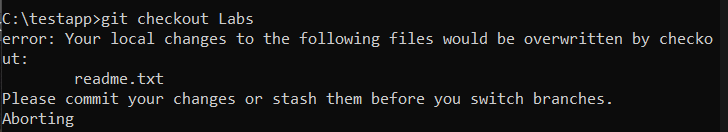 C:\testapp>git checkout Labs
error: Your local changes to the following files would be overwritten by checko
ut:
        readme.txt
Please commit your changes or stash them before you switch branches.
Aborting